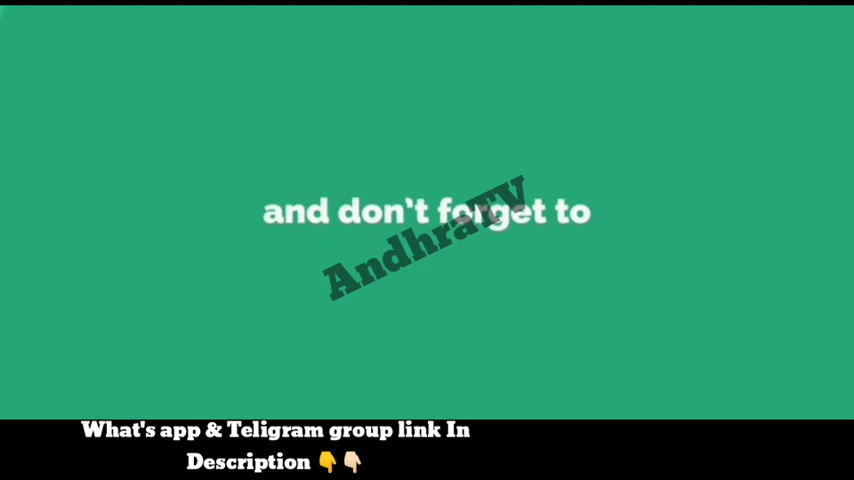 and don't forget to
AndhraTV
What's app & Teligram group link In
Description 👇👇🏻